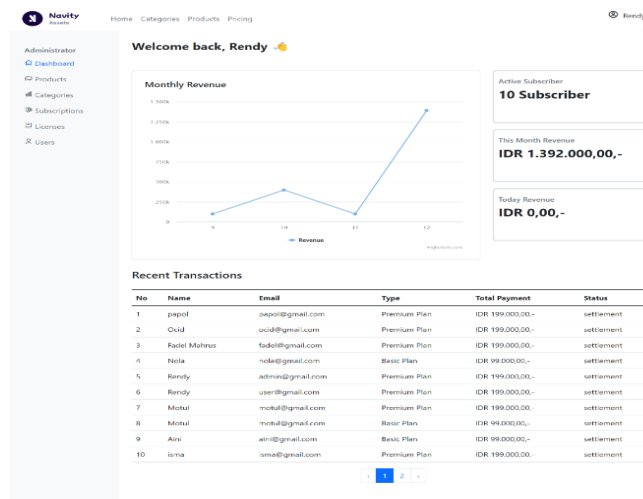 Navity
Assets
Home Categories Products Pricing
Rendy
Administrator
Dashboard
Products
Categories
Subscriptions
Licenses
Users
Welcome back, Rendy 👋
Monthly Revenue
1 500k
1 250k
1 000k
750k
500k
250k
0
9 10 11 12
Revenue
Highcharts.com
Active Subscriber
10 Subscriber
This Month Revenue
IDR 1.392.000,00,-
Today Revenue
IDR 0,00,-
Recent Transactions
No Name Email Type Total Payment Status
1 papol papol@gmail.com Premium Plan IDR 199.000,00,- settlement
2 Ocid ocid@gmail.com Premium Plan IDR 199.000,00,- settlement
3 Fadel Mahrus fadel@gmail.com Premium Plan IDR 199.000,00,- settlement
4 Nola nola@gmail.com Basic Plan IDR 99.000,00,- settlement
5 Rendy admin@gmail.com Premium Plan IDR 199.000,00,- settlement
6 Rendy user@gmail.com Premium Plan IDR 199.000,00,- settlement
7 Motul motul@gmail.com Premium Plan IDR 199.000,00,- settlement
8 Motul motul@gmail.com Basic Plan IDR 99.000,00,- settlement
9 Aini aini@gmail.com Basic Plan IDR 99.000,00,- settlement
10 isma isma@gmail.com Premium Plan IDR 199.000,00,- settlement
‹ 1 2 ›